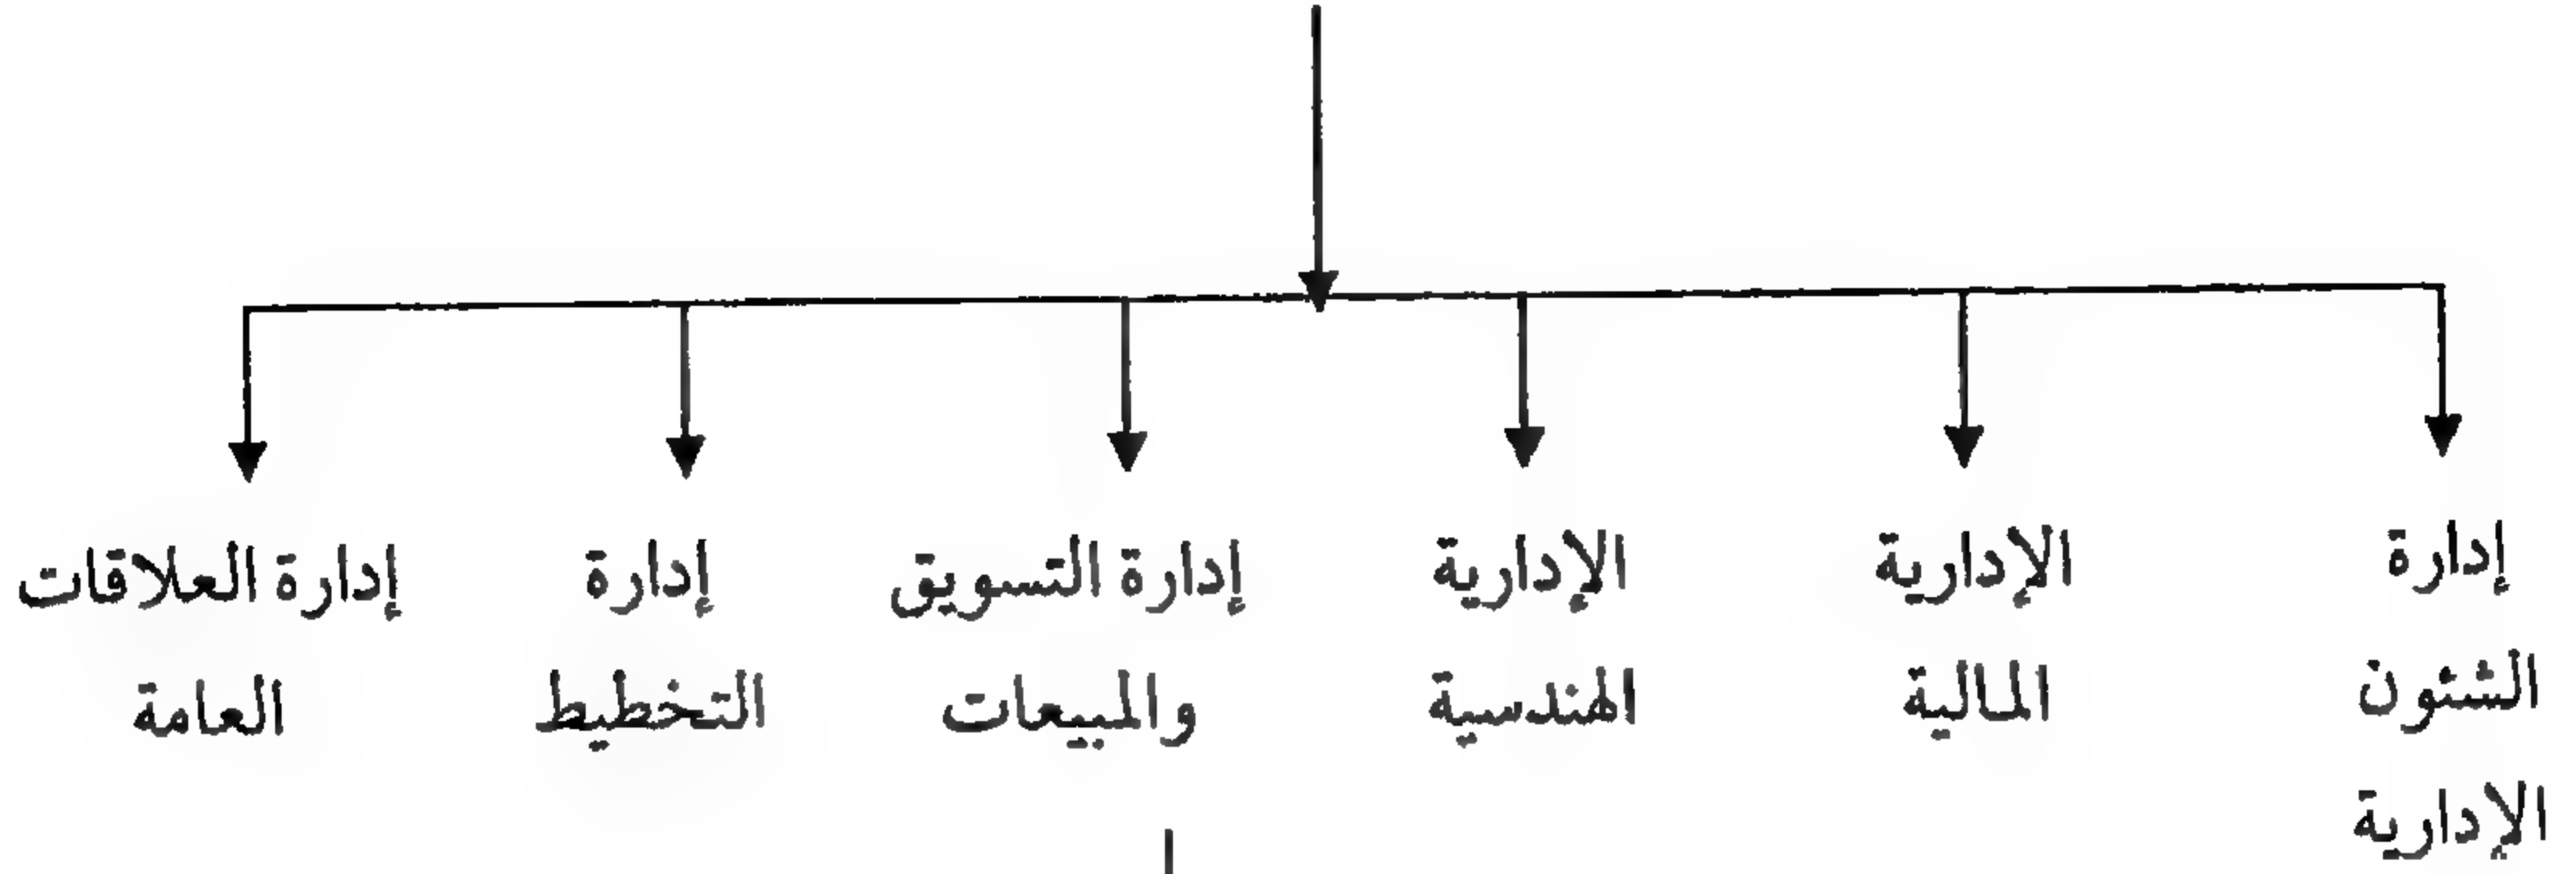 إدارة
الشئون
الإدارية
الإدارية
المالية
الإدارية
الهندسية
إدارة التسويق
والمبيعات
إدارة
التخطيط
إدارة العلاقات
العامة